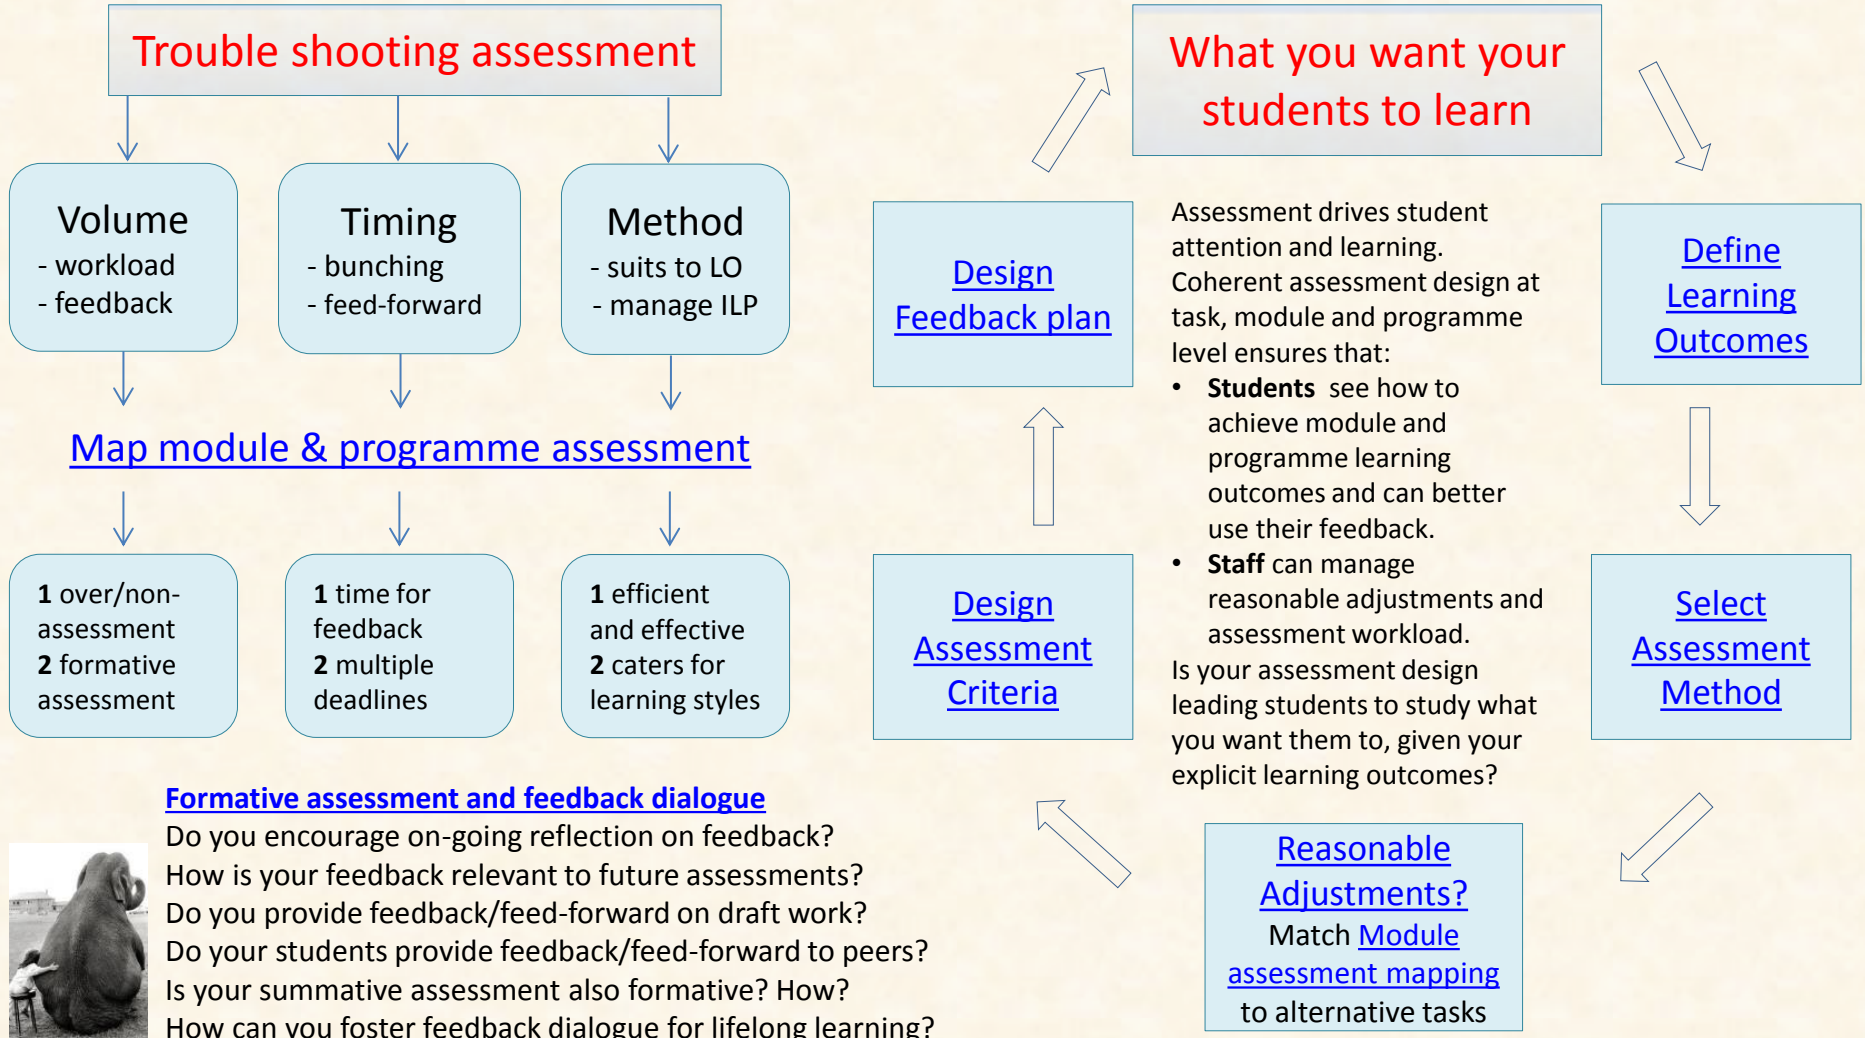 Trouble shooting assessment
Volume
- workload
- feedback
Timing
- bunching
- feed-forward
Method
- suits to LO
- manage ILP
Map module & programme assessment
1 over/non-
assessment
2 formative
assessment
1 time for
feedback
2 multiple
deadlines
1 efficient
and effective
2 caters for
learning styles
Formative assessment and feedback dialogue
Do you encourage on-going reflection on feedback?
How is your feedback relevant to future assessments?
Do you provide feedback/feed-forward on draft work?
Do your students provide feedback/feed-forward to peers?
Is your summative assessment also formative? How?
How can you foster feedback dialogue for lifelong learning?
What you want your
students to learn
Define
Learning
Outcomes
Select
Assessment
Method
Reasonable
Adjustments?
Match Module
assessment mapping
to alternative tasks
Design
Assessment
Criteria
Design
Feedback plan
Assessment drives student
attention and learning.
Coherent assessment design at
task, module and programme
level ensures that:
• Students see how to
achieve module and
programme learning
outcomes and can better
use their feedback.
• Staff can manage
reasonable adjustments and
assessment workload.
Is your assessment design
leading students to study what
you want them to, given your
explicit learning outcomes?